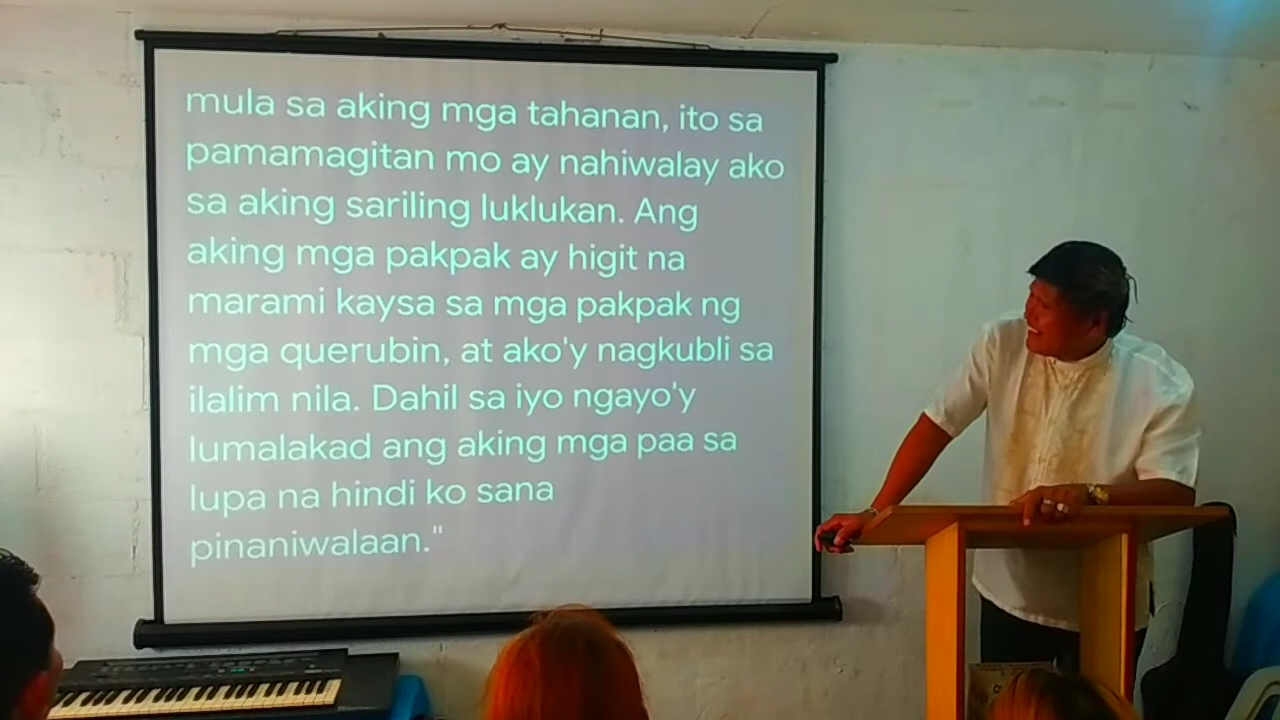 mula sa aking mga tahanan, ito sa
pamamagitan mo ay nahiwalay ako
sa aking sariling luklukan. Ang
aking mga pakpak ay higit na
marami kaysa sa mga pakpak ng
mga querubin, at ako'y nagkubli sa
ilalim nila. Dahil sa iyo ngayo'y
lumalakad ang aking mga paa sa
lupa na hindi ko sana
pinaniwalaan."